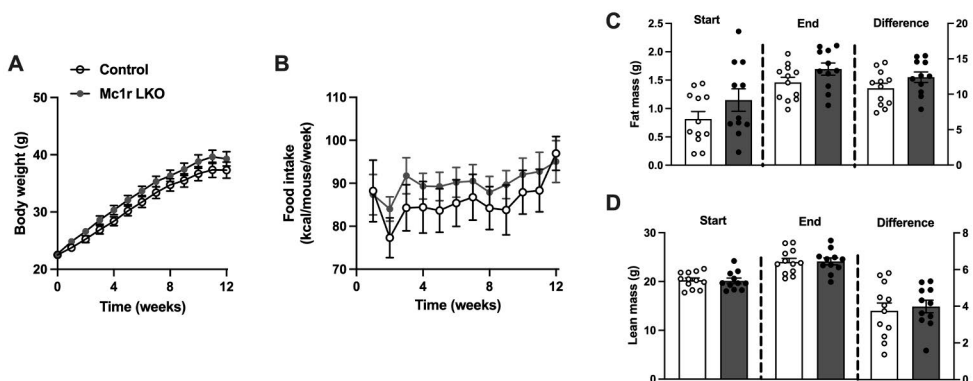 A
Control
Mc1r LKO
Body weight (g)
50
40
30
20
0
4
8
12
Time (weeks)
B
Food intake
(kcal/mouse/week)
110
100
90
80
70
0
4
8
12
Time (weeks)
C
Start
End
Difference
Fat mass (g)
2.5
2.0
1.5
1.0
0.5
0.0
20
15
10
5
0
D
Start
End
Difference
Lean mass (g)
30
20
10
0
8
6
4
2
0